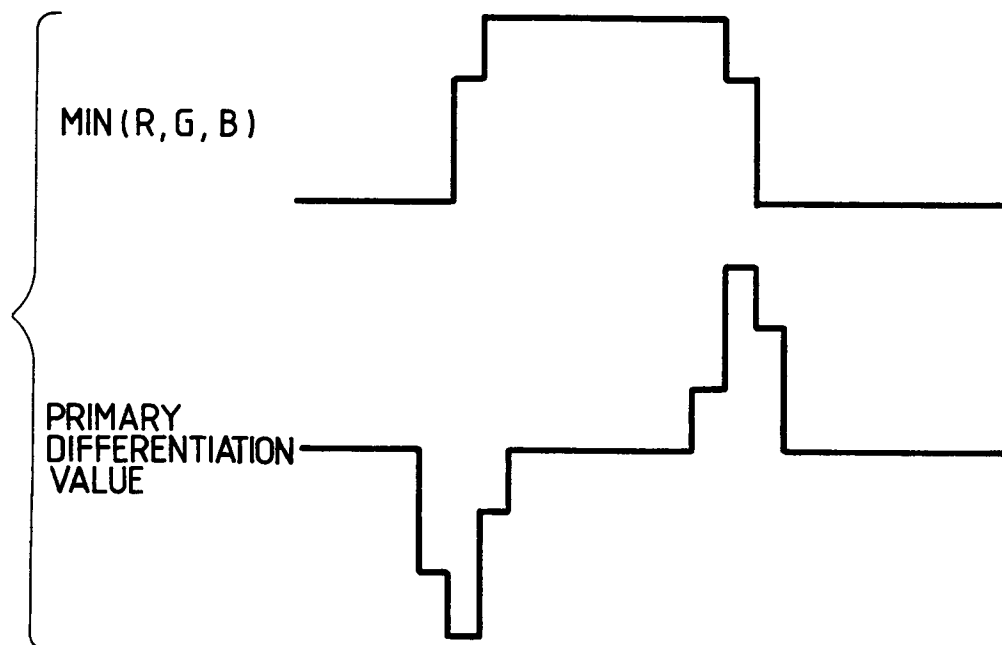 MIN(R, G, B)
PRIMARY
DIFFERENTIATION
VALUE